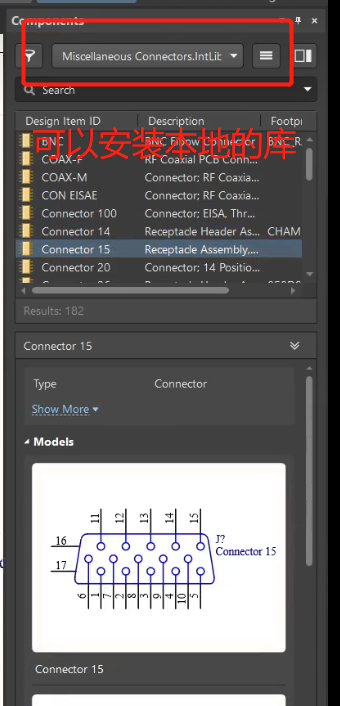 Components
Miscellaneous Connectors.IntLib
Search
Design Item ID Description Footpr
可以安装本地的库
BNC BNC Elbow Connector BNC_R
COAX-F RF Coaxial PCB Conn...
COAX-M Connector; RF Coaxia...
CON EISAE Connector; RF Coaxia...
Connector 100 Connector; EISA, Thr...
Connector 14 Receptacle Header As... CHAM
Connector 15 Receptacle Assembly,...
Connector 20 Connector; 14 Positio...
Results: 182
Connector 15
Type Connector
Show More
Models
11 12 13 14 15
16
17
J?
Connector 15
6 1 7 2 8 3 9 4 10 5
Connector 15